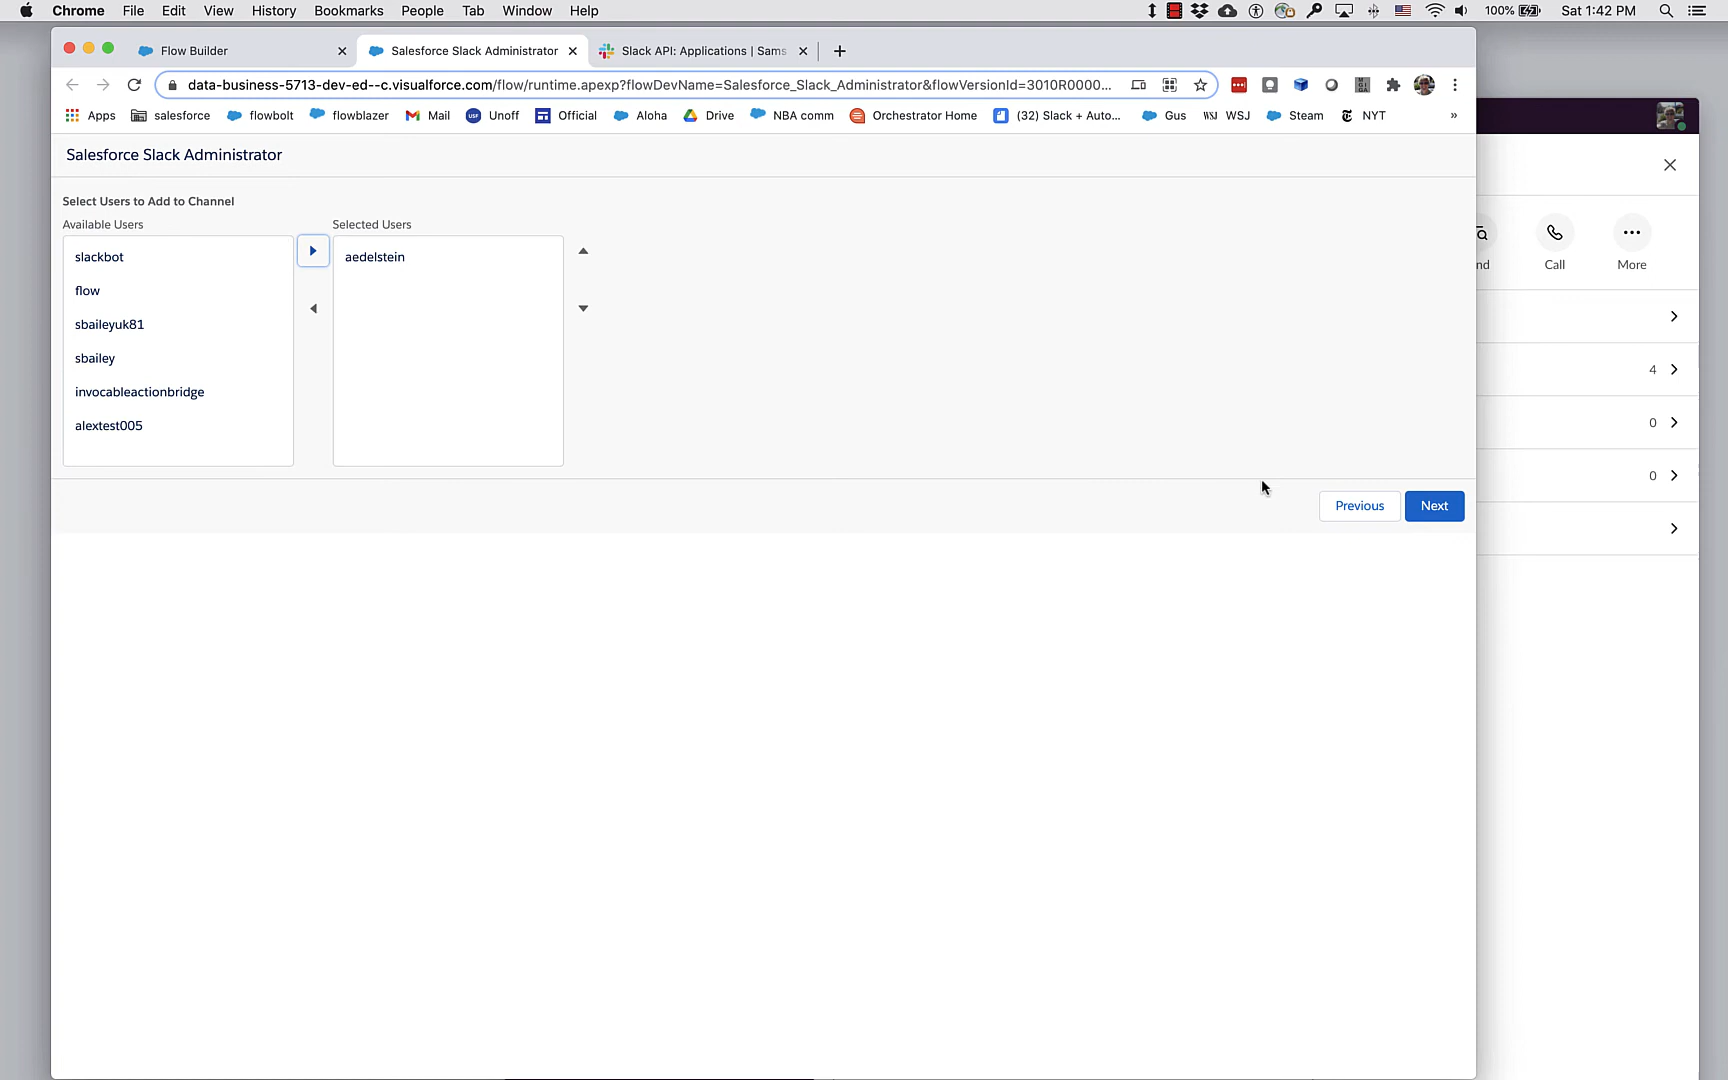 Chrome File Edit View History Bookmarks People Tab Window Help 100% Sat 1:42 PM
Flow Builder Salesforce Slack Administrator Slack API: Applications | Sams
data-business-5713-dev-ed--c.visualforce.com/flow/runtime.apexp?flowDevName=Salesforce_Slack_Administrator&flowVersionId=3010R0000...
Apps salesforce flowbolt flowblazer Mail Unoff Official Aloha Drive NBA comm Orchestrator Home (32) Slack + Auto... Gus WSJ WSJ Steam NYT »
Salesforce Slack Administrator
Select Users to Add to Channel
Available Users Selected Users
slackbot aedelstein
nd Call More
flow
sbaileyuk81
sbailey
4
invocableactionbridge
alextest005
0
0
Previous Next